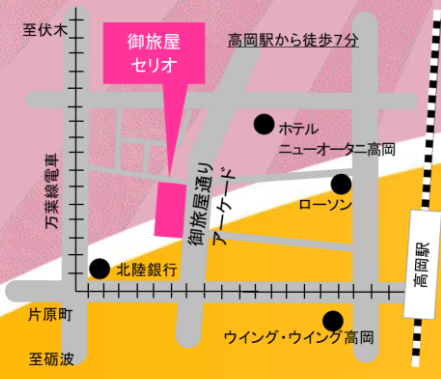 至伏木
御旅屋
セリオ
高岡駅から徒歩7分
ホテル
ニューオータニ高岡
万葉線電車
御旅屋通り
アーケード
ローソン
高岡駅
北陸銀行
片原町
ウイング・ウイング高岡
至砺波